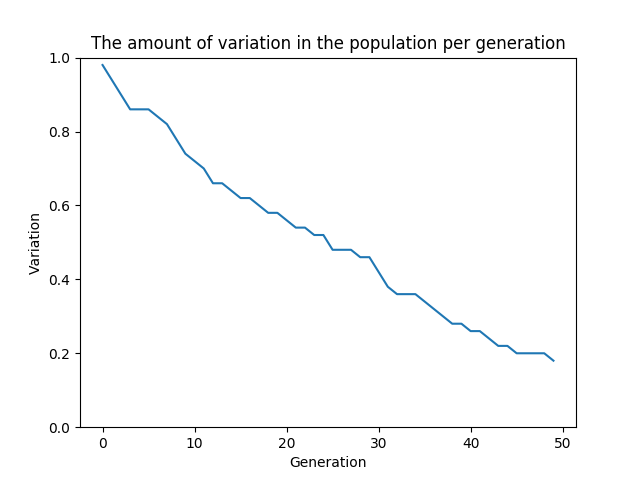 The amount of variation in the population per generation
1.0
0.8
0.6
0.4
0.2
0.0
Variation
0 10 20 30 40 50
Generation